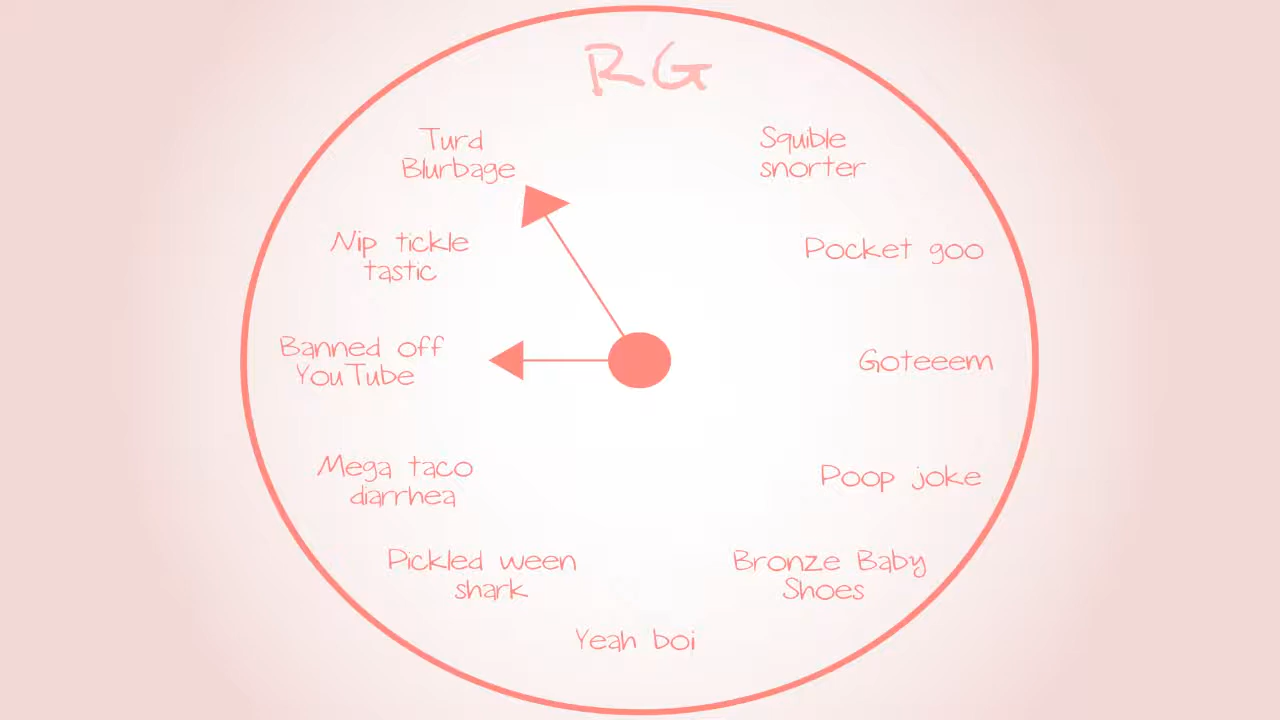 RG
Squible
snorter
Pocket goo
Goteeem
Poop joke
Bronze Baby
Shoes
Yeah boi
Pickled ween
shark
Mega taco
diarrhea
Banned off
YouTube
Nip tickle
tastic
Turd
Blurbage